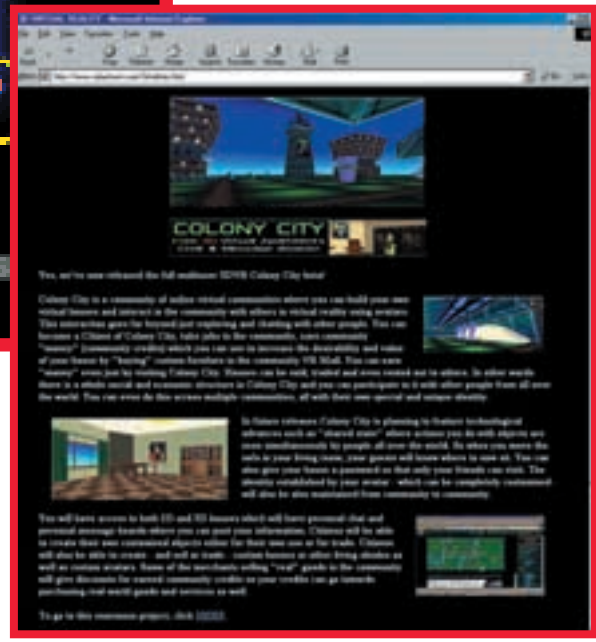 VIRTUAL REALITY - Microsoft Internet Explorer
COLONY CITY
Yes, we've now released the full multiuser 3DVR Colony City beta!
Colony City is a community of online virtual communities where you can build your own
virtual houses and interact in the community with others in virtual reality using avatars.
This interaction goes far beyond just exploring and chatting with other people. You can
become a Citizen of Colony City, take jobs in the community, earn community
"money" (community credits) which you can use to increase the desirability and value
of your house by "buying" custom furniture in the community VR Mall. You can earn
"money" even just by visiting Colony City. Houses can be sold, traded and even rented out to others. In other words
there is a whole social and economic structure in Colony City and you can participate in it with other people from all over
the world. You can even do this across multiple communities, all with their own special and unique identity.
In future releases Colony City is planning to feature technological
advances such as "shared state" where actions you do with objects are
seen simultaneously by people all over the world. So when you move the
sofa in your living room, your guests will know where to now sit. You can
also give your house a password so that only your friends can visit. The
identity established by your avatar - which can be completely customized
will also be also maintained from community to community.
You will have access to both 2D and 3D houses which will have personal chat and
personal message boards where you can post your information. Citizens will be able
to create their own customized objects either for their own use or for trade. Citizens
will also be able to create - and sell or trade - custom houses or other living abodes as
well as custom avatars. Some of the merchants selling "real" goods in the community
will give discounts for earned community credits or your credits can go towards
purchasing real world goods and services as well.
To go to this enormous project, click